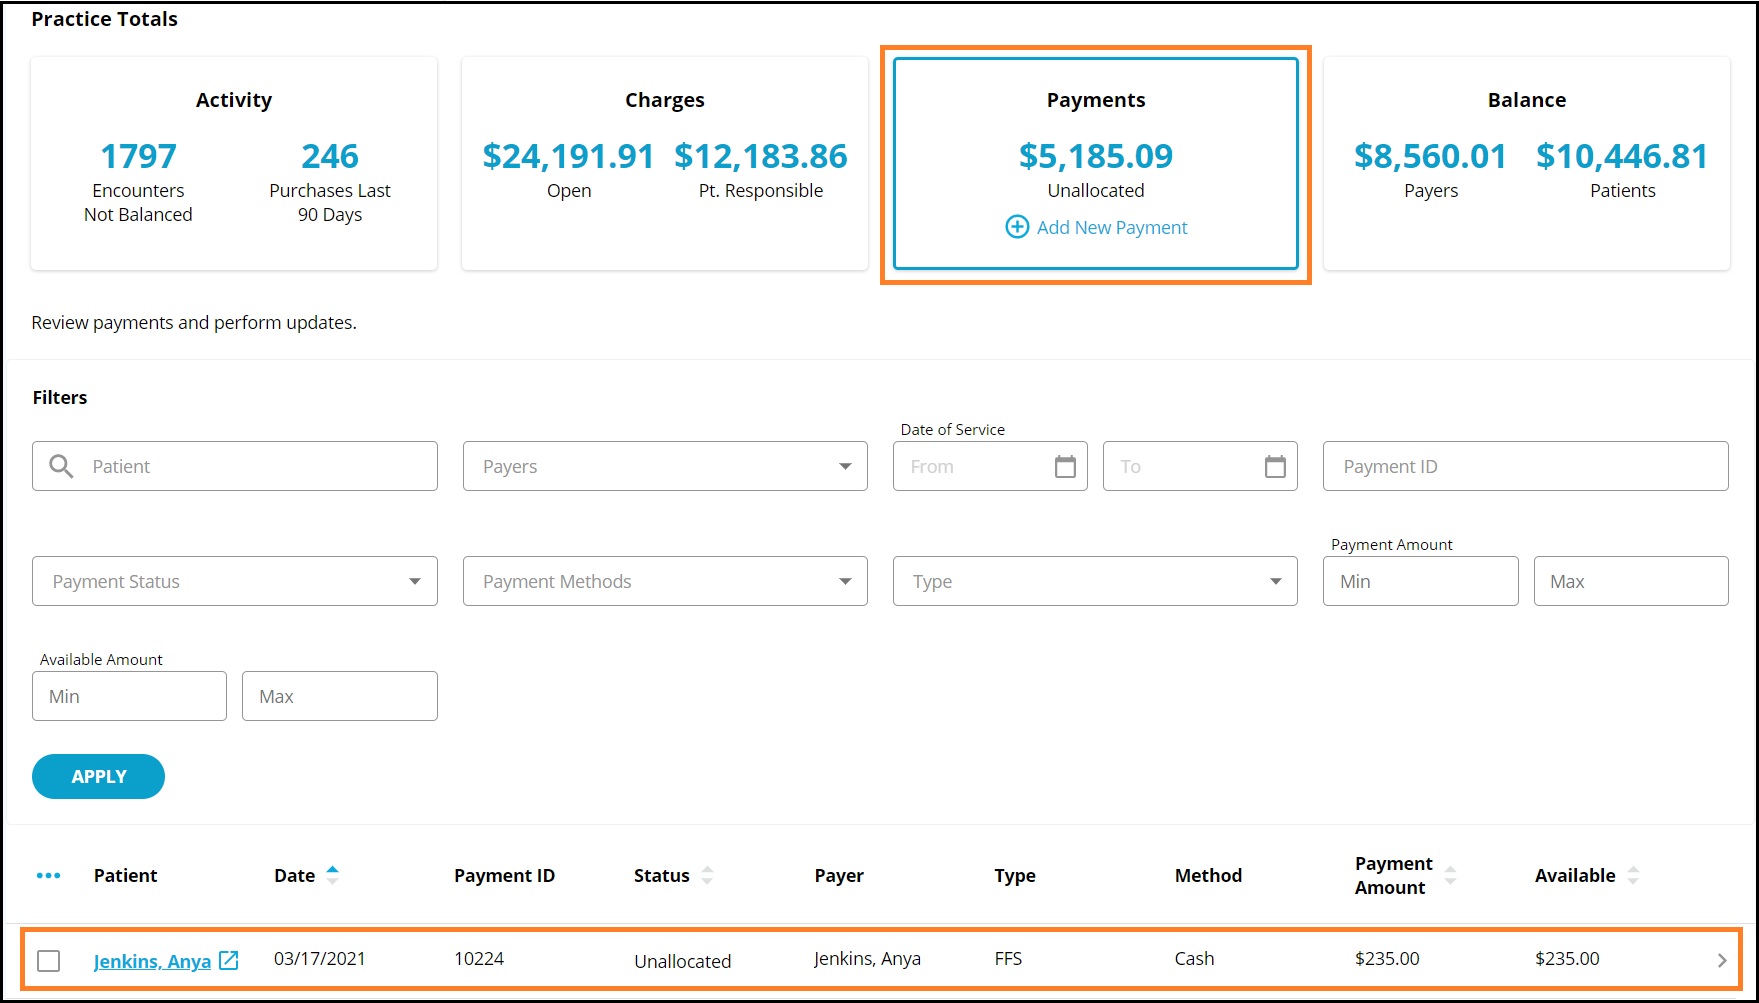 Practice Totals
Activity
1797
Encounters
Not Balanced
246
Purchases Last
90 Days
Charges
$24,191.91
Open
$12,183.86
Pt. Responsible
Payments
$5,185.09
Unallocated
Add New Payment
Balance
$8,560.01
Payers
$10,446.81
Patients
Review payments and perform updates.
Filters
Patient
Payers
Date of Service
From
To
Payment ID
Payment Status
Payment Methods
Type
Payment Amount
Min
Max
Available Amount
Min
Max
APPLY
Patient Date Payment ID Status Payer Type Method Payment Amount Available
Jenkins, Anya 03/17/2021 10224 Unallocated Jenkins, Anya FFS Cash $235.00 $235.00